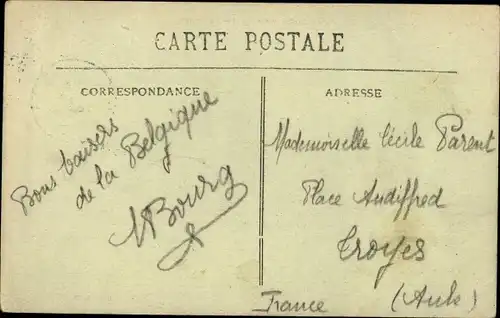 CARTE POSTALE
CORRESPONDANCE
ADRESSE
Bons baisers
de la Belgique
Bourg
Mademoiselle Cécile Parent
Place Audiffred
Troyes
(Aube)
France